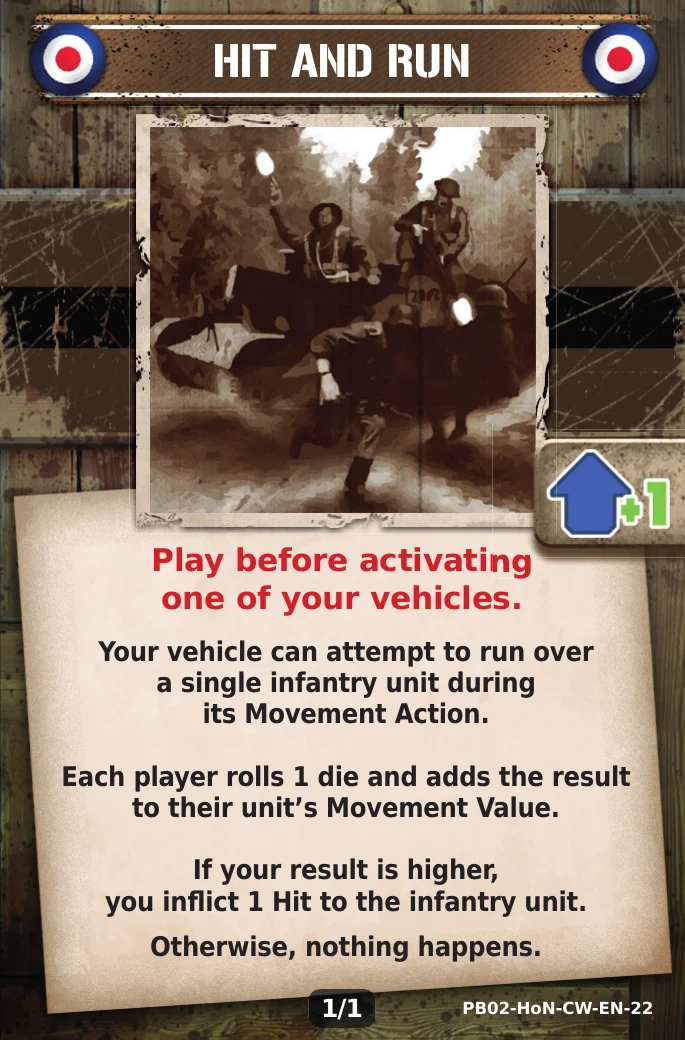 HIT AND RUN
+1
Play before activating
one of your vehicles.
Your vehicle can attempt to run over
a single infantry unit during
its Movement Action.
Each player rolls 1 die and adds the result
to their unit’s Movement Value.
If your result is higher,
you inflict 1 Hit to the infantry unit.
Otherwise, nothing happens.
1/1
PB02-HoN-CW-EN-22